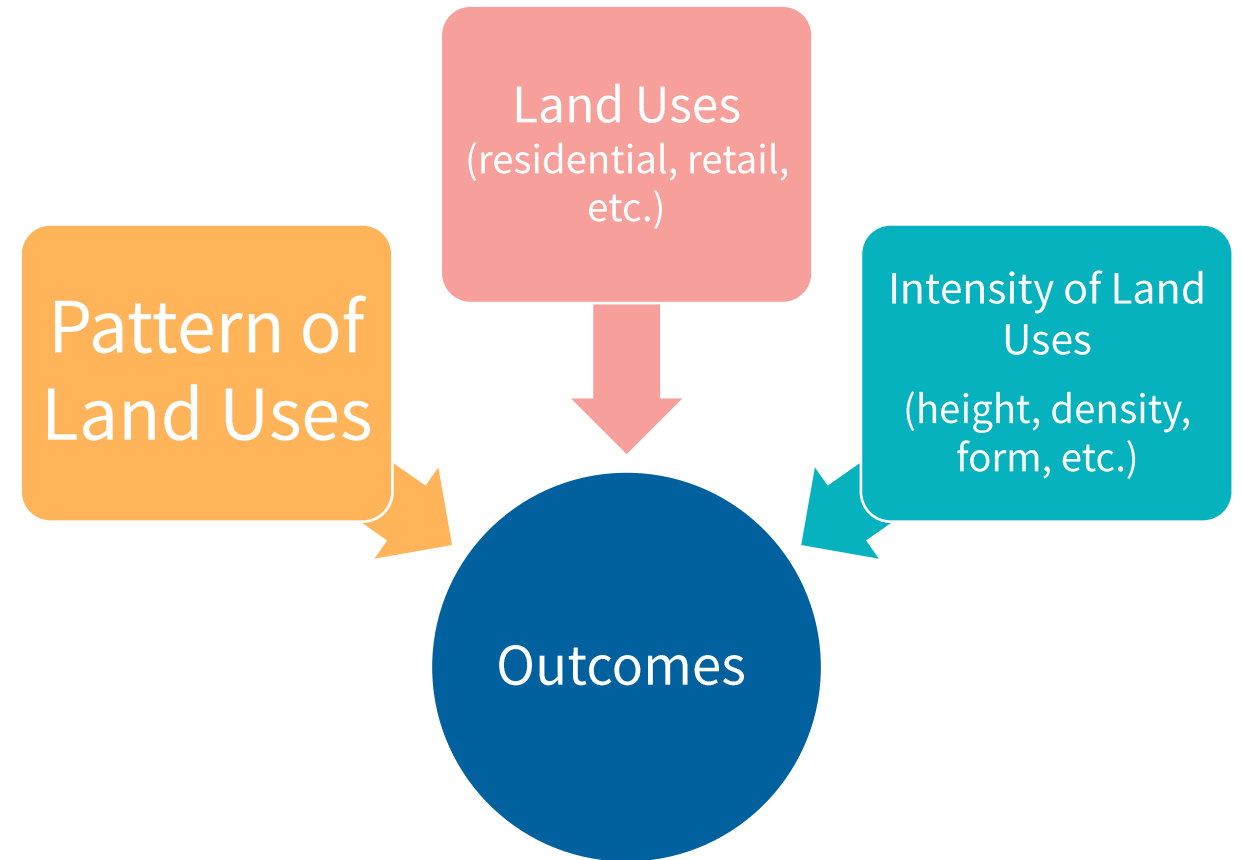 Land Uses
(residential, retail,
etc.)
Pattern of
Land Uses
Intensity of Land
Uses
(height, density,
form, etc.)
Outcomes